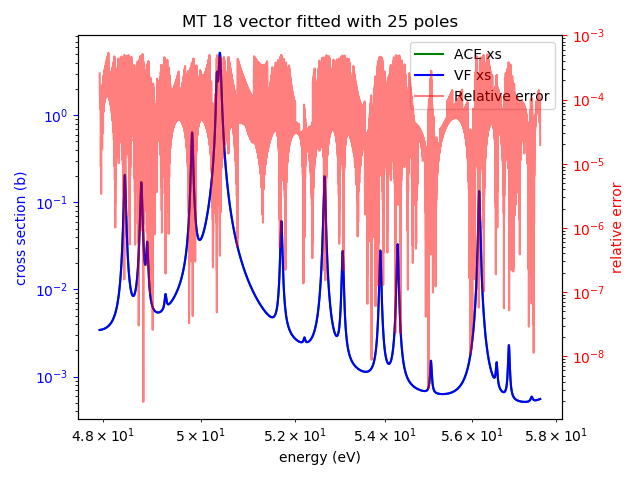 MT 18 vector fitted with 25 poles
ACE xs
VF xs
Relative error
cross section (b)
10⁰
10⁻¹
10⁻²
10⁻³
10⁻³
10⁻⁴
10⁻⁵
10⁻⁶
10⁻⁷
10⁻⁸
relative error
4.8 × 10¹ 5 × 10¹ 5.2 × 10¹ 5.4 × 10¹ 5.6 × 10¹ 5.8 × 10¹
energy (eV)